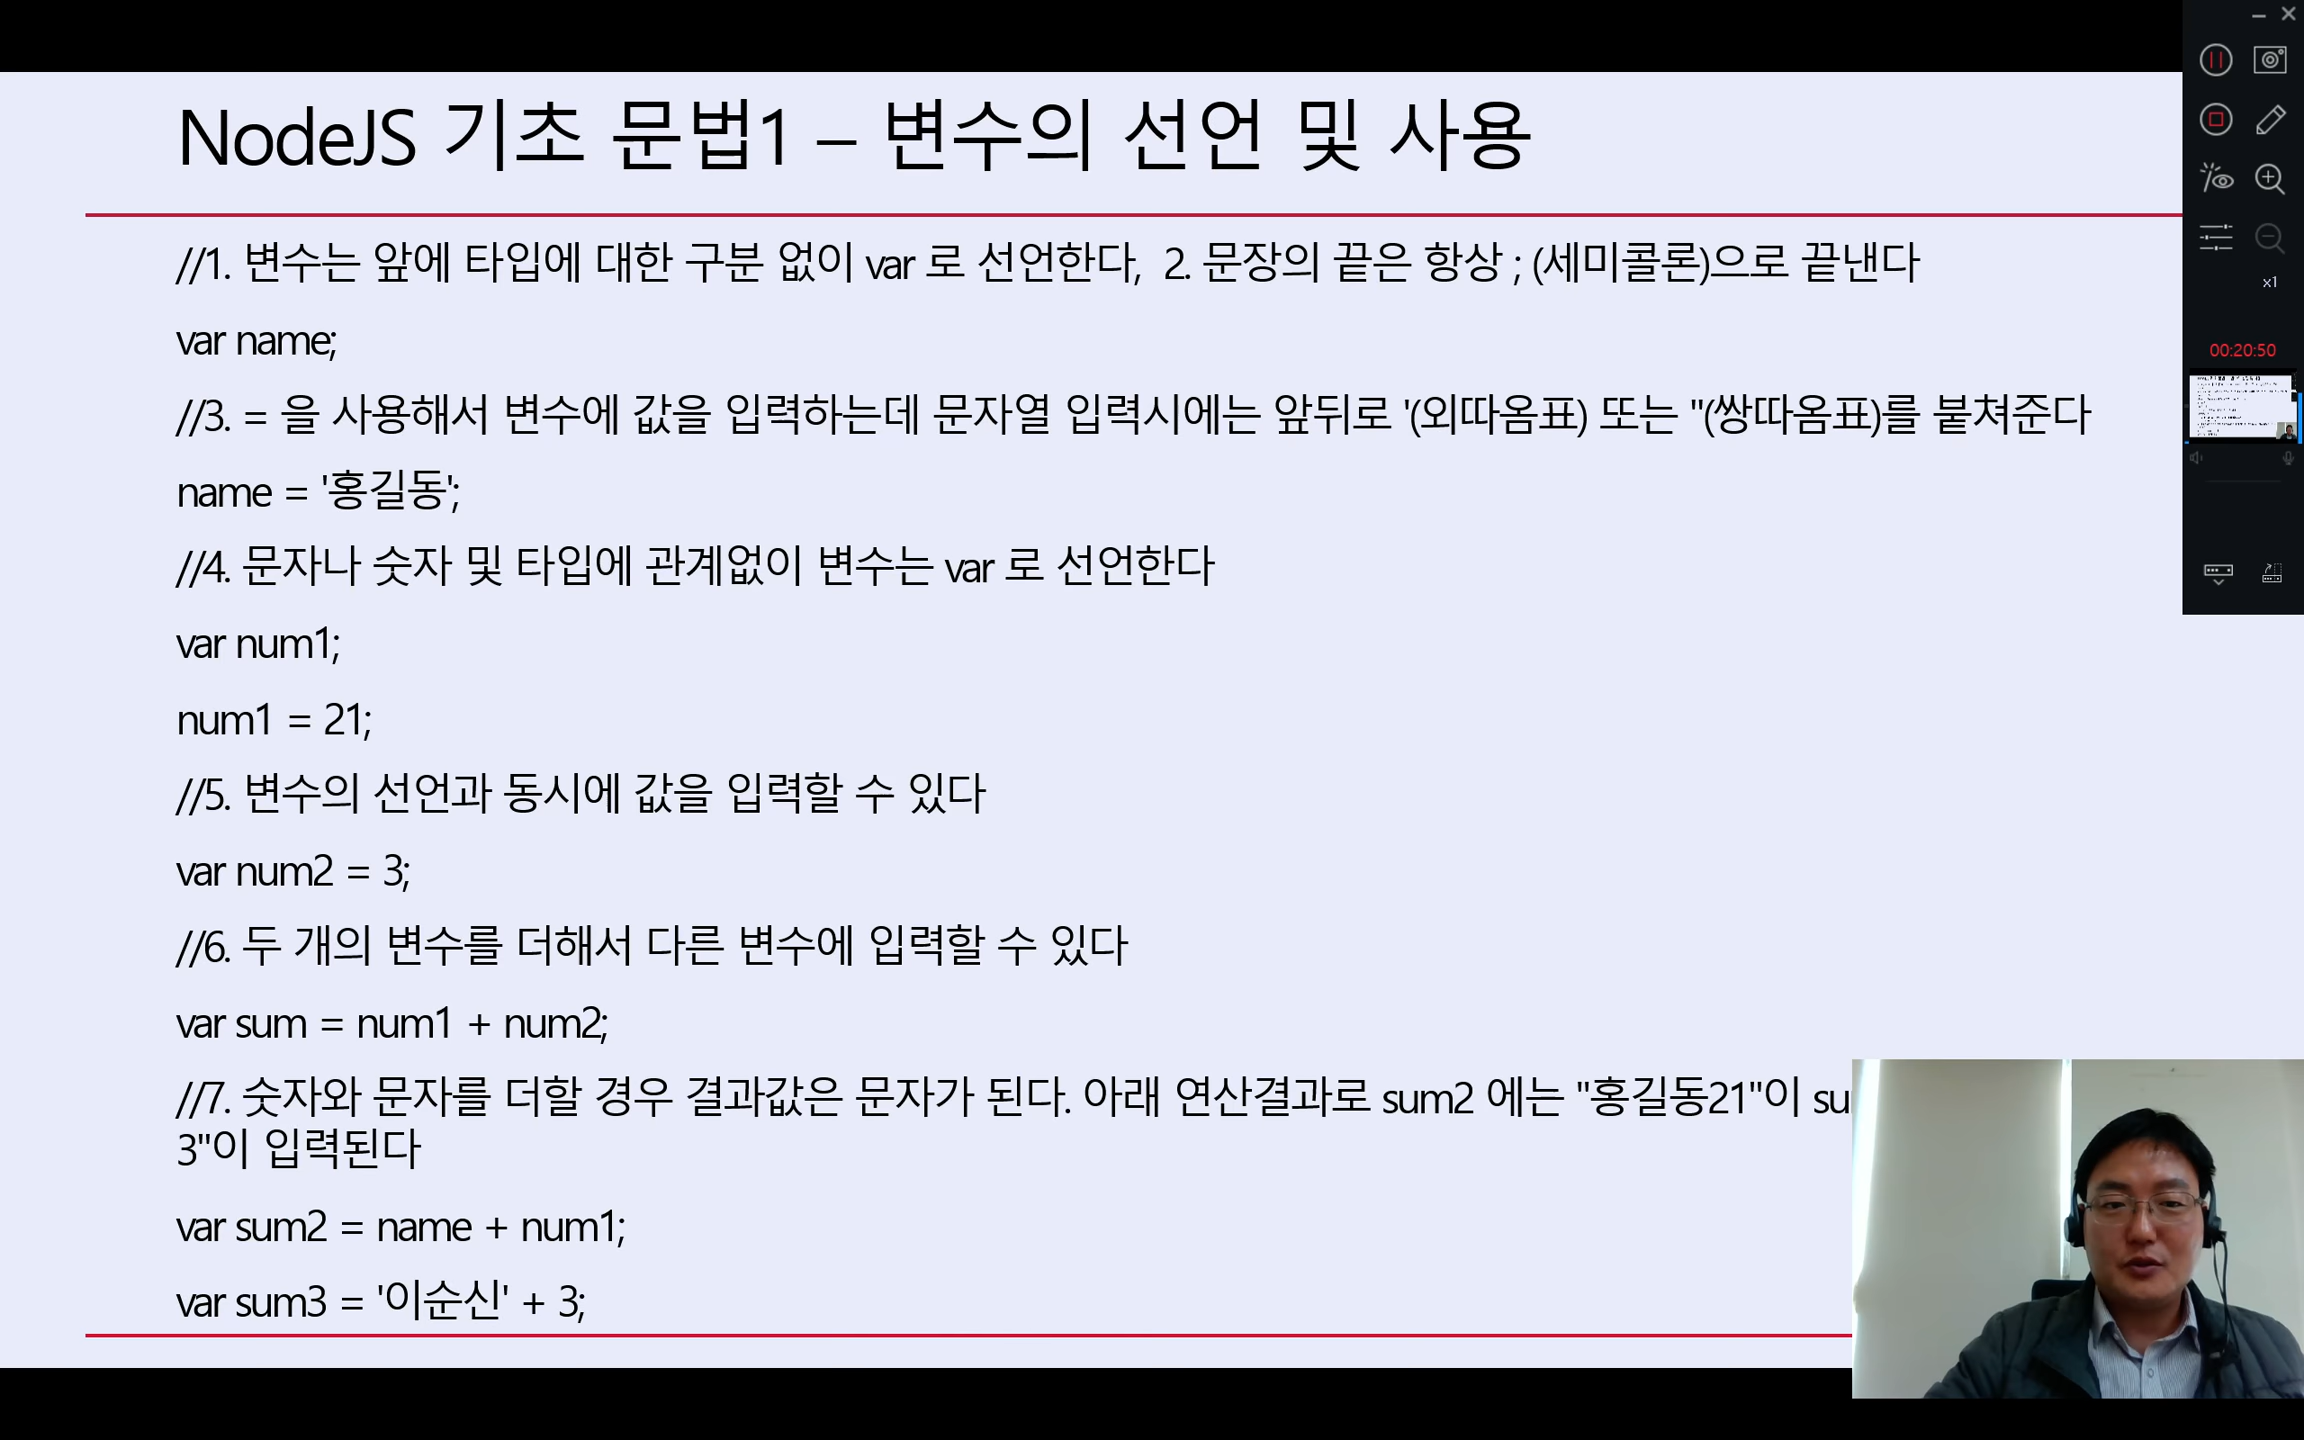 NodeJS 기초 문법1 – 변수의 선언 및 사용
//1. 변수는 앞에 타입에 대한 구분 없이 var 로 선언한다, 2. 문장의 끝은 항상 ; (세미콜론)으로 끝낸다
var name;
//3. = 을 사용해서 변수에 값을 입력하는데 문자열 입력시에는 앞뒤로 '(외따옴표) 또는 "(쌍따옴표)를 붙쳐준다
name = '홍길동';
//4. 문자나 숫자 및 타입에 관계없이 변수는 var 로 선언한다
var num1;
num1 = 21;
//5. 변수의 선언과 동시에 값을 입력할 수 있다
var num2 = 3;
//6. 두 개의 변수를 더해서 다른 변수에 입력할 수 있다
var sum = num1 + num2;
//7. 숫자와 문자를 더할 경우 결과값은 문자가 된다. 아래 연산결과로 sum2 에는 "홍길동21"이
3"이 입력된다
var sum2 = name + num1;
var sum3 = '이순신' + 3;
x1
00:20:50